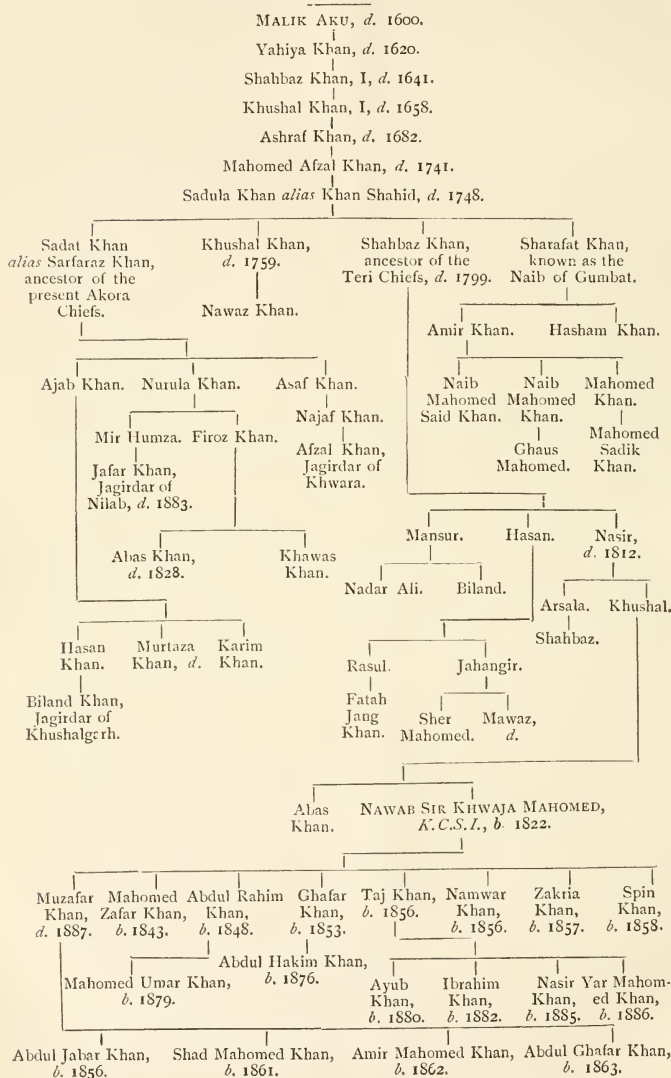 MALIK AKU, d. 1600.
Yahiya Khan, d. 1620.
Shahbaz Khan, I, d. 1641.
Khushal Khan, I, d. 1658.
Ashraf Khan, d. 1682.
Mahomed Afzal Khan, d. 1741.
Sadula Khan alias Khan Shahid, d. 1748.
Sadat Khan
alias Sarfaraz Khan,
ancestor of the
present Akora
Chiefs.
Khushal Khan,
d. 1759.
Nawaz Khan.
Shahbaz Khan,
ancestor of the
Teri Chiefs, d. 1799.
Sharafat Khan,
known as the
Naib of Gumbat.
Amir Khan. Hasham Khan.
Ajab Khan. Nurula Khan. Asaf Khan.
Naib
Mahomed
Said Khan.
Naib
Mahomed
Khan.
Ghaus
Mahomed.
Mahomed
Khan.
Mahomed
Sadik
Khan.
Mir Humza. Firoz Khan.
Najaf Khan.
Afzal Khan,
Jagirdar of
Khwara.
Jafar Khan,
Jagirdar of
Nilab, d. 1883.
Abas Khan,
d. 1828.
Khawas
Khan.
Mansur. Hasan. Nasir,
d. 1812.
Nadar Ali. Biland.
Arsala. Khushal.
Shahbaz.
Hasan
Khan.
Murtaza
Khan, d.
Karim
Khan.
Biland Khan,
Jagirdar of
Khushalgarh.
Rasul. Jahangir.
Fatah
Jang
Khan.
Sher
Mahomed.
Mawaz,
d.
Abas
Khan.
NAWAB SIR KHWAJA MAHOMED,
K.C.S.I., b. 1822.
Muzafar
Khan,
d. 1887.
Mahomed
Zafar Khan,
b. 1843.
Abdul Rahim
Khan,
b. 1848.
Ghafar
Khan,
b. 1853.
Taj Khan,
b. 1856.
Namwar
Khan,
b. 1856.
Zakria
Khan,
b. 1857.
Spin
Khan,
b. 1858.
Mahomed Umar Khan,
b. 1879.
Abdul Hakim Khan,
b. 1876.
Ayub
Khan,
b. 1880.
Ibrahim
Khan,
b. 1882.
Nasir
Khan,
b. 1885.
Yar Mahom-
ed Khan,
b. 1886.
Abdul Jabar Khan,
b. 1856.
Shad Mahomed Khan,
b. 1861.
Amir Mahomed Khan,
b. 1862.
Abdul Ghafar Khan,
b. 1863.